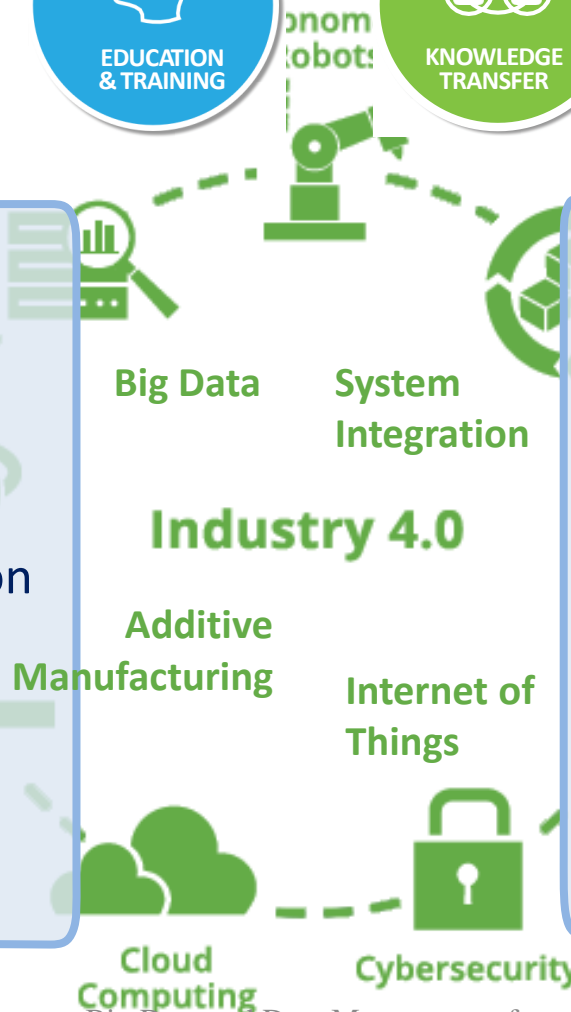 EDUCATION
& TRAINING
KNOWLEDGE
TRANSFER
Big Data
System
Integration
Industry 4.0
Additive
Manufacturing
Internet of
Things
Cloud
Computing
Cybersecurity